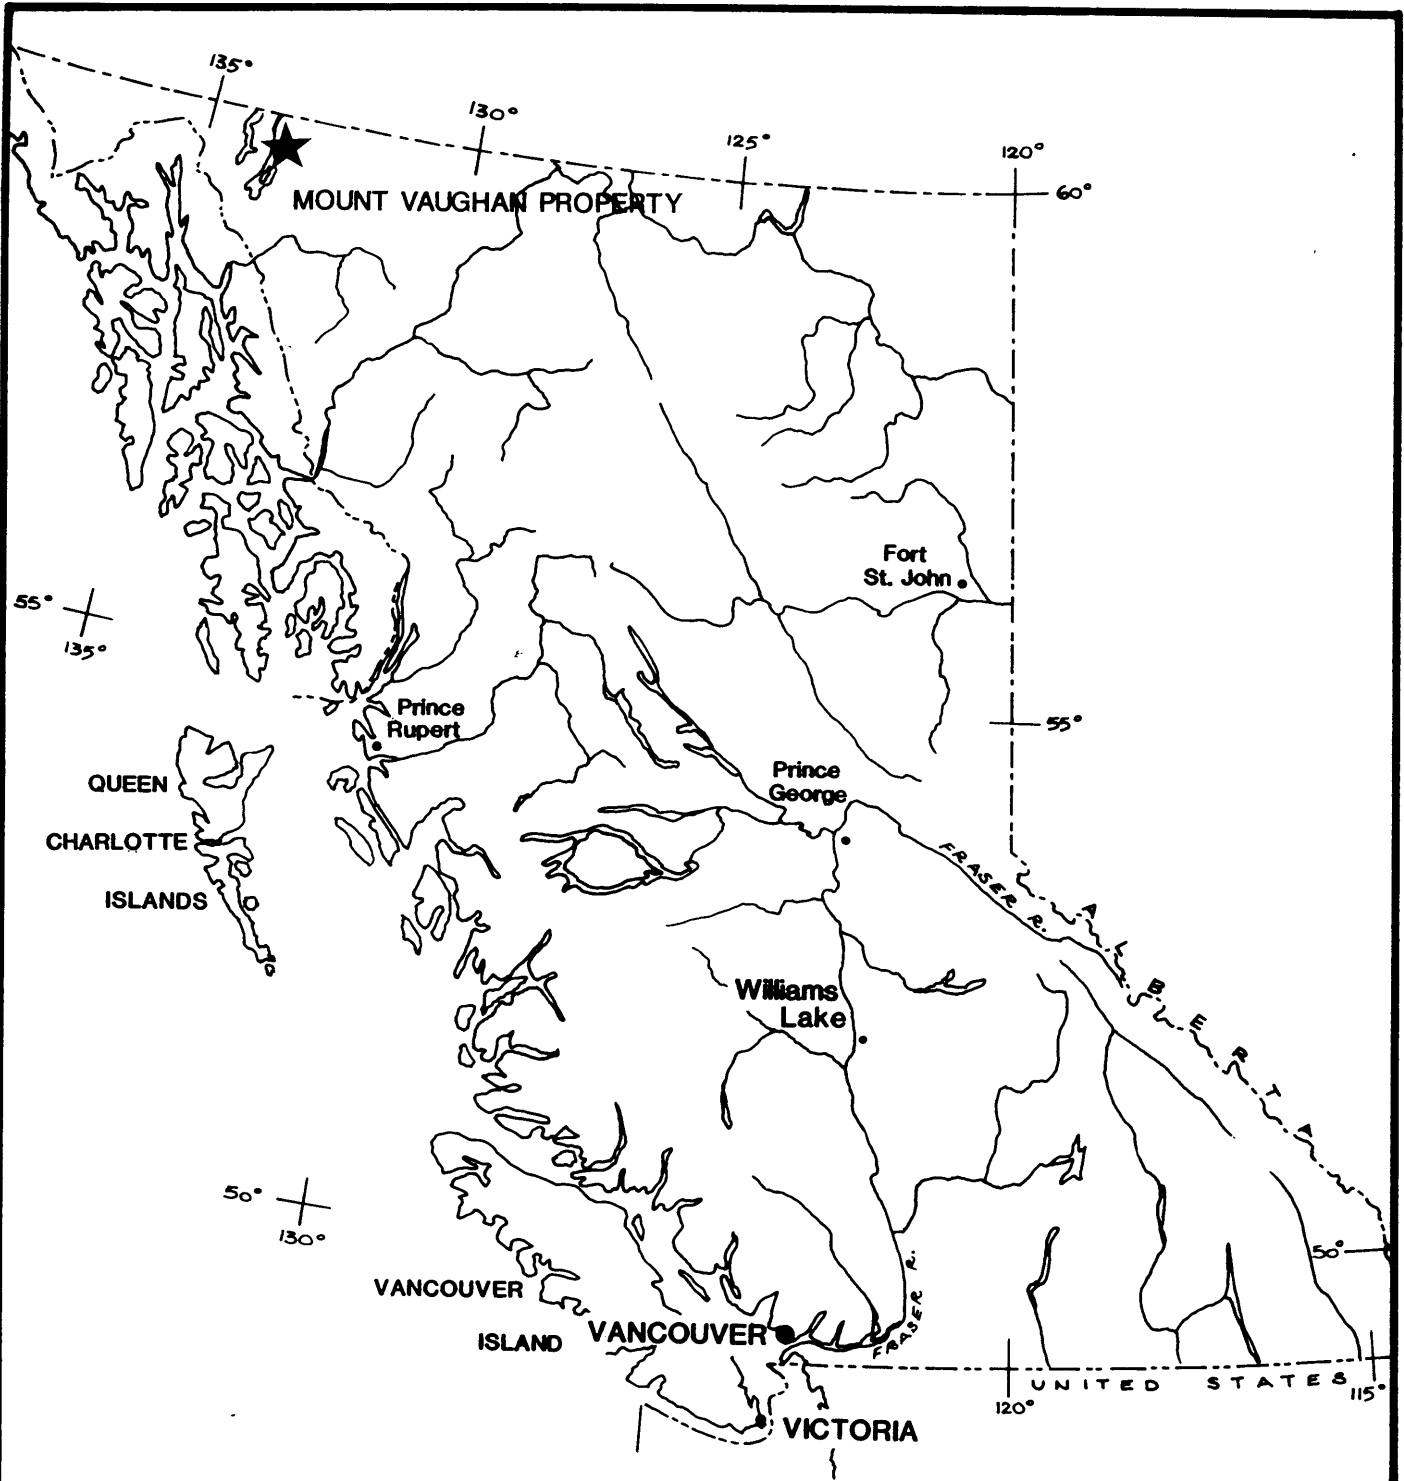 135°
130°
125°
120°
60°
MOUNT VAUGHAN PROPERTY
Fort
St. John
55°
135°
Prince
Rupert
55°
QUEEN
CHARLOTTE
ISLANDS
Prince
George
FRASER R.
ALBERTA
Williams
Lake
50°
130°
50°
VANCOUVER
ISLAND
VANCOUVER
FRASER R.
UNITED STATES
115°
120°
VICTORIA